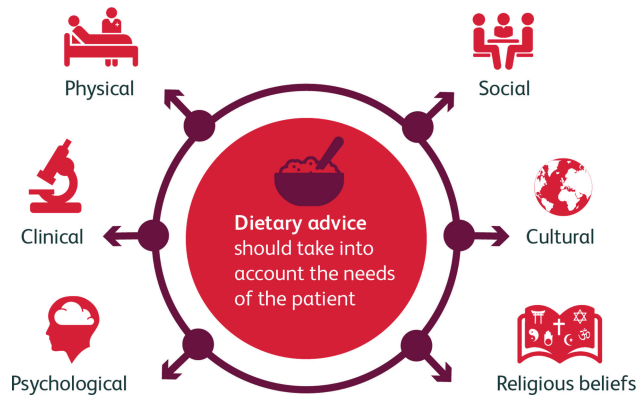 Physical
Social
Clinical
Dietary advice
should take into
account the needs
of the patient
Cultural
Psychological
Religious beliefs